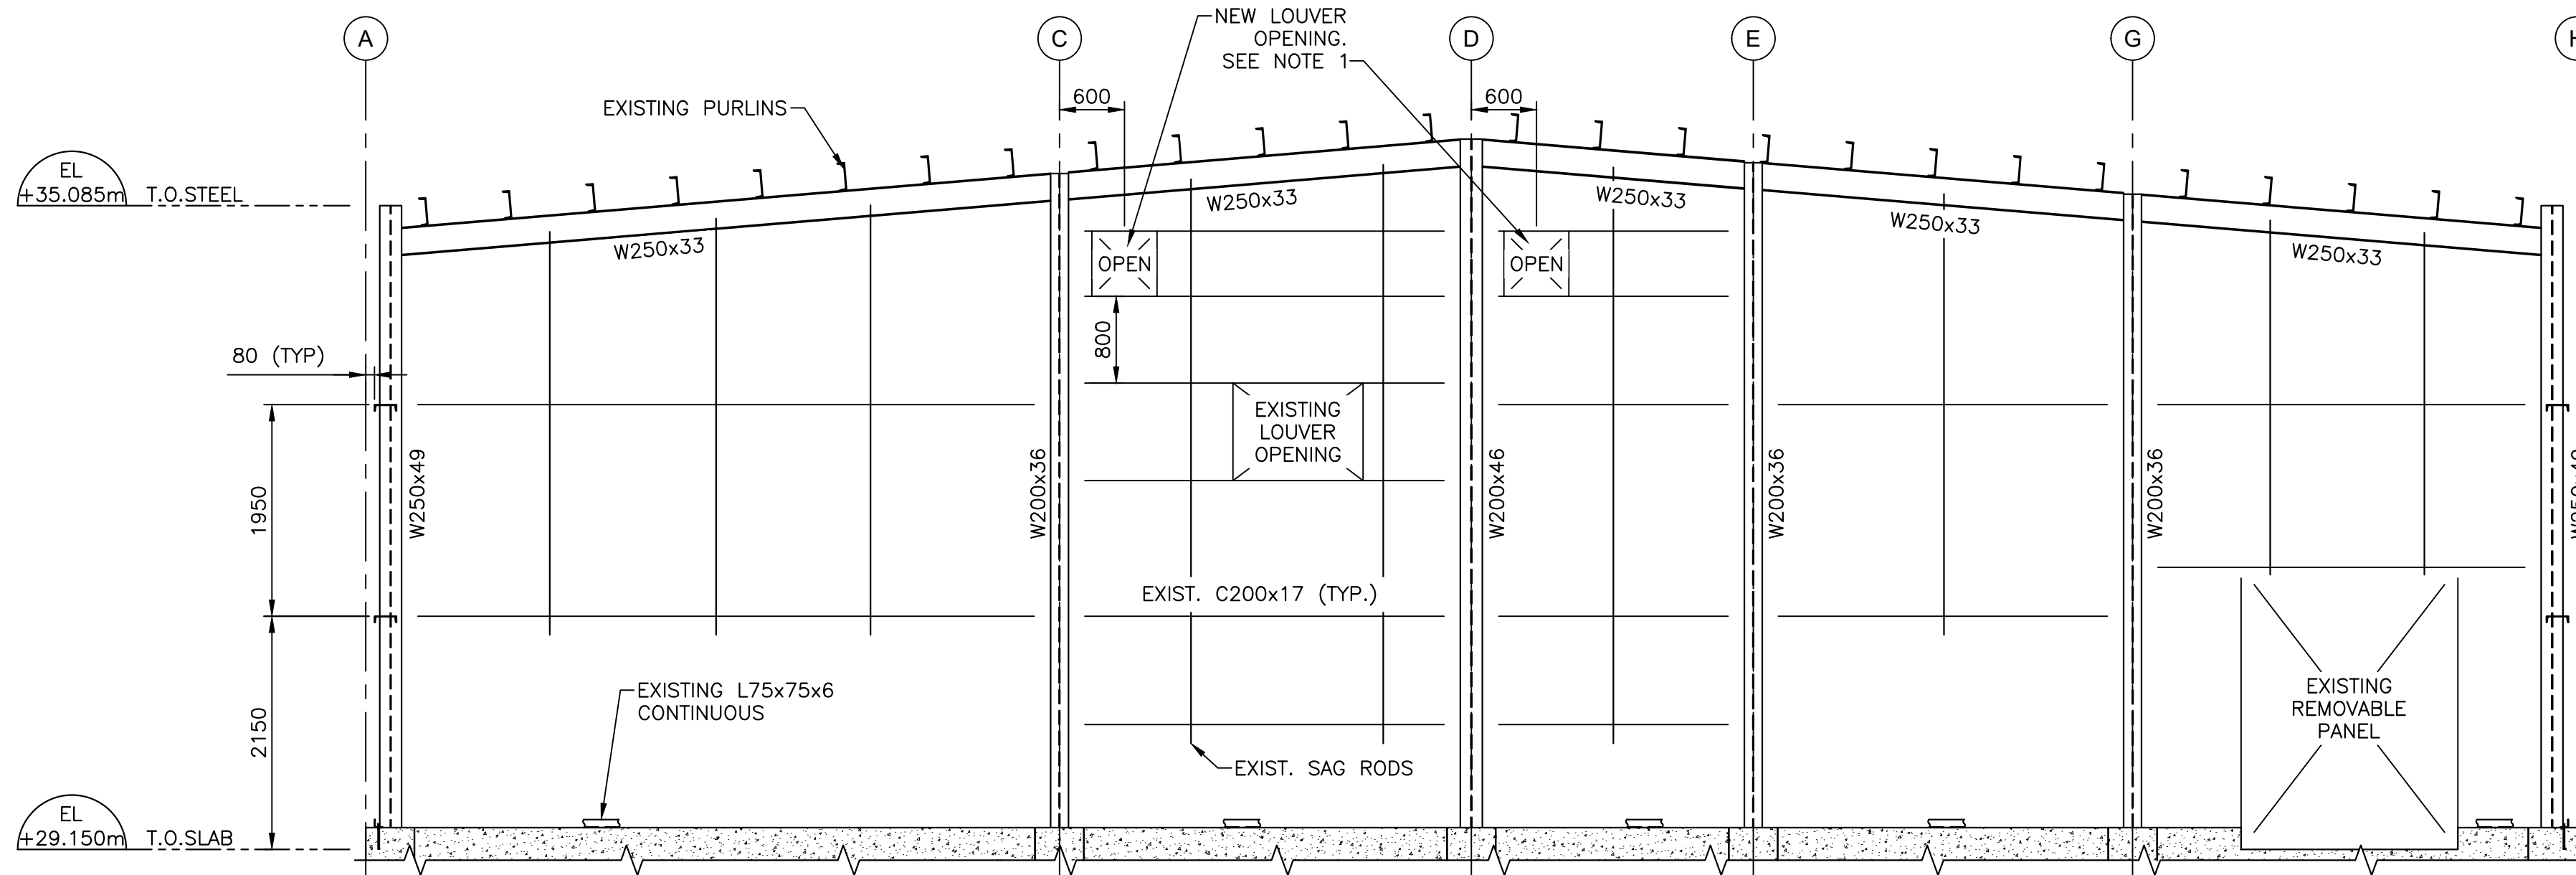 A
C
D
E
G
NEW LOUVER
OPENING.
SEE NOTE 1
600
600
EXISTING PURLINS
EL
+35.085m
T.O.STEEL
W250x33
W250x33
W250x33
W250x33
W250x33
OPEN
OPEN
800
80 (TYP)
EXISTING
LOUVER
OPENING
1950
W250x49
W200x36
W200x46
W200x36
W200x36
EXIST. C200x17 (TYP.)
2150
EXISTING L75x75x6
CONTINUOUS
EXIST. SAG RODS
EXISTING
REMOVABLE
PANEL
EL
+29.150m
T.O.SLAB